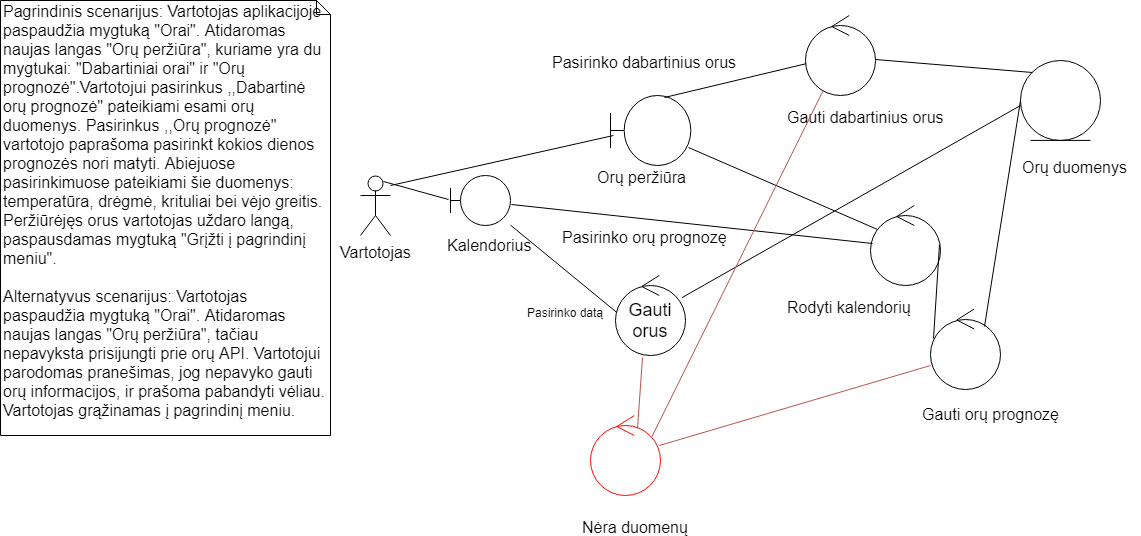 Pagrindinis scenarijus: Vartotojas aplikacijoje
paspaudžia mygtuką "Orai". Atidaromas
naujas langas "Orų peržiūra", kuriame yra du
mygtukai: "Dabartiniai orai" ir "Orų
prognozė".Vartotojui pasirinkus ,,Dabartinė
orų prognozė" pateikiami esami orų
duomenys. Pasirinkus ,,Orų prognozė"
vartotojo paprašoma pasirinkt kokios dienos
prognozės nori matyti. Abiejuose
pasirinkimuose pateikiami šie duomenys:
temperatūra, drėgmė, krituliai bei vėjo greitis.
Peržiūrėjęs orus vartotojas uždaro langą,
paspausdamas mygtuką "Grįžti į pagrindinį
meniu".
Alternatyvus scenarijus: Vartotojas
paspaudžia mygtuką "Orai". Atidaromas
naujas langas "Orų peržiūra", tačiau
nepavyksta prisijungti prie orų API. Vartotojui
parodomas pranešimas, jog nepavyko gauti
orų informacijos, ir prašoma pabandyti vėliau.
Vartotojas grąžinamas į pagrindinį meniu.
Pasirinko dabartinius orus
Gauti dabartinius orus
Orų duomenys
Orų peržiūra
Vartotojas
Kalendorius
Pasirinko orų prognozę
Rodyti kalendorių
Pasirinko datą
Gauti
orus
Gauti orų prognozę
Nėra duomenų